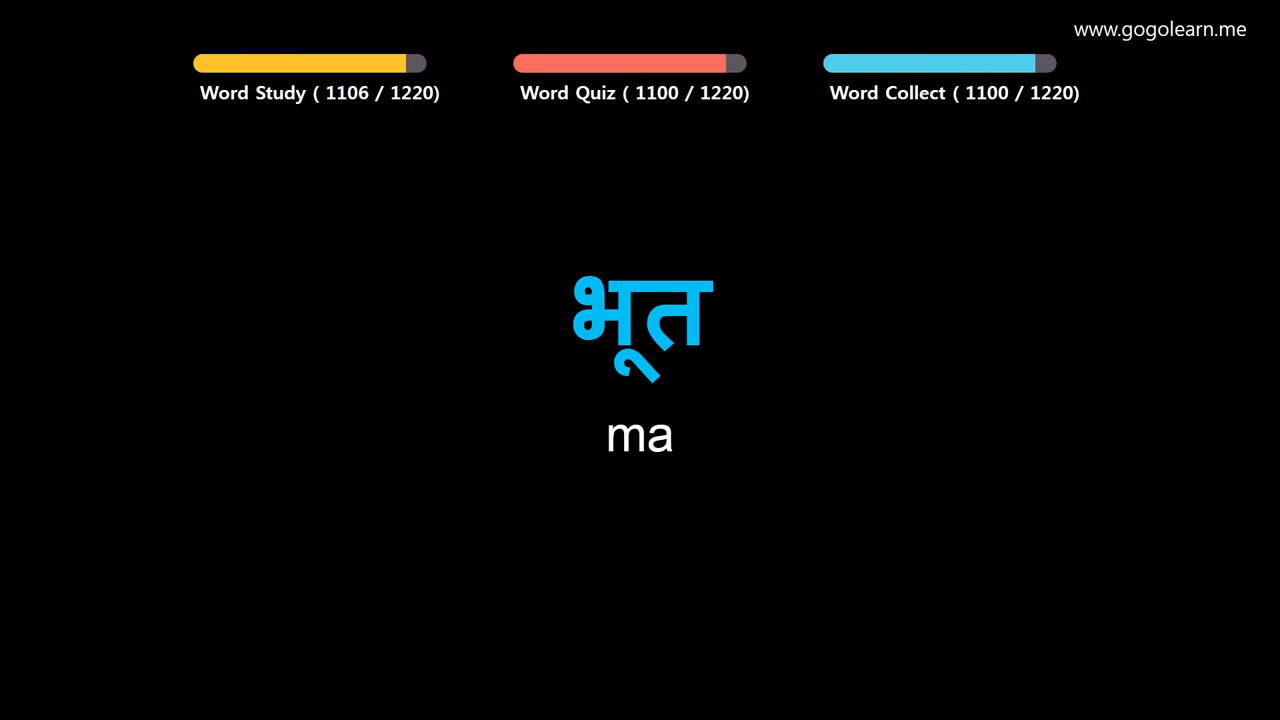 www.gogolearn.me
Word Study ( 1106 / 1220)
Word Quiz ( 1100 / 1220)
Word Collect ( 1100 / 1220)
भूत
ma